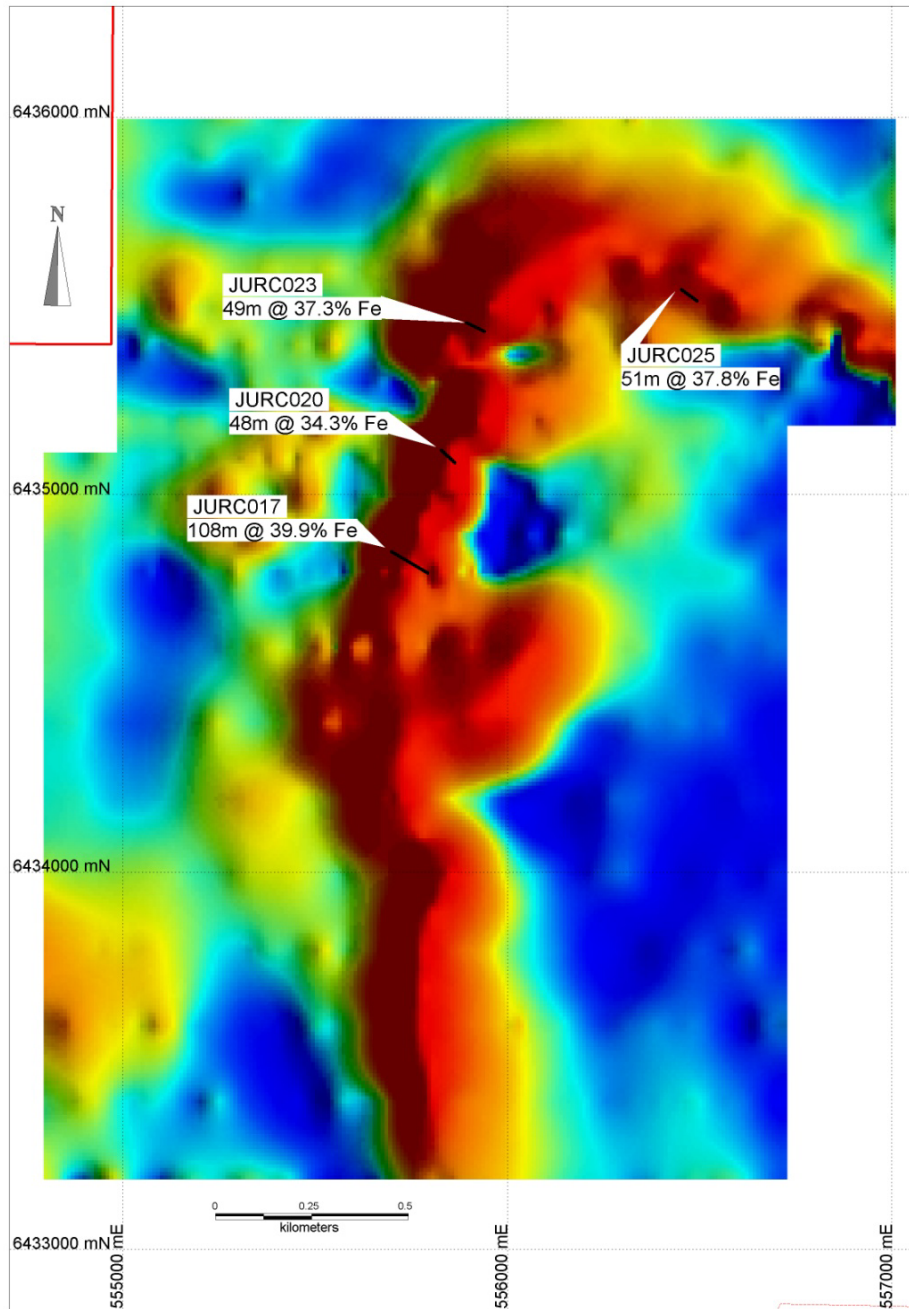 6436000 mN
N
JURC023
49m @ 37.3% Fe
JURC025
51m @ 37.8% Fe
JURC020
48m @ 34.3% Fe
6435000 mN
JURC017
108m @ 39.9% Fe
6434000 mN
0 0.25 0.5
kilometers
6433000 mN
555000 mE
556000 mE
557000 mE